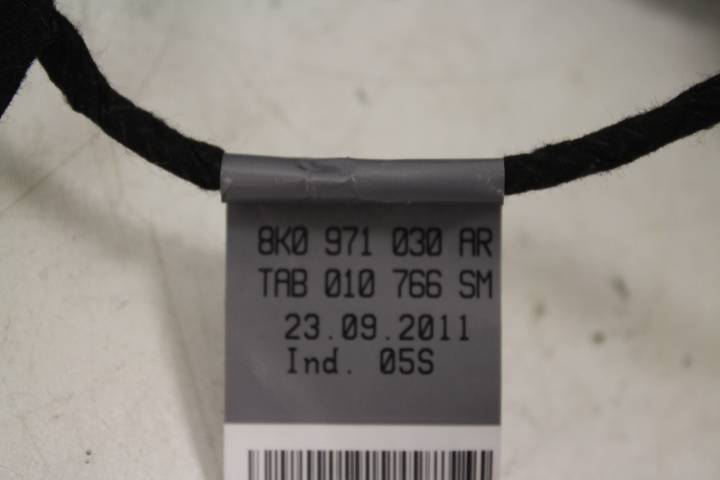 8K0 971 030 AR
TAB 010 766 SM
23.09.2011
Ind. 05S